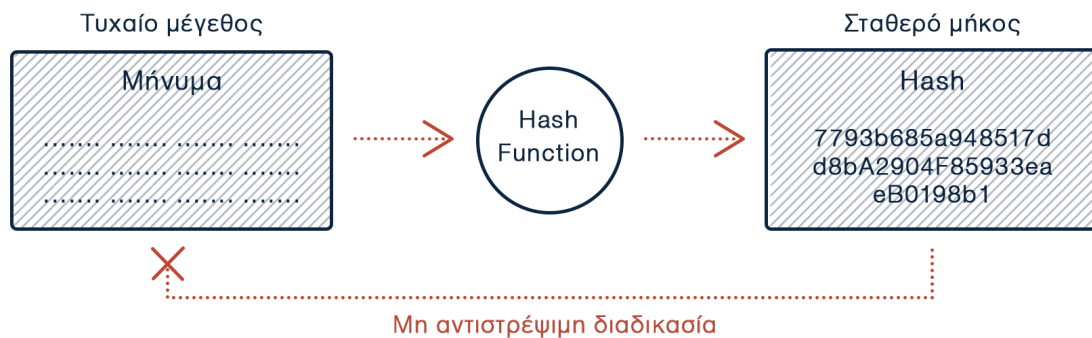 Τυχαίο μέγεθος
Σταθερό μήκος
Μήνυμα
....... ....... ....... .......
....... ....... ....... .......
....... ....... ....... .......
Hash
Function
Hash
7793b685a948517d
d8bA2904F85933ea
eB0198b1
Μη αντιστρέψιμη διαδικασία